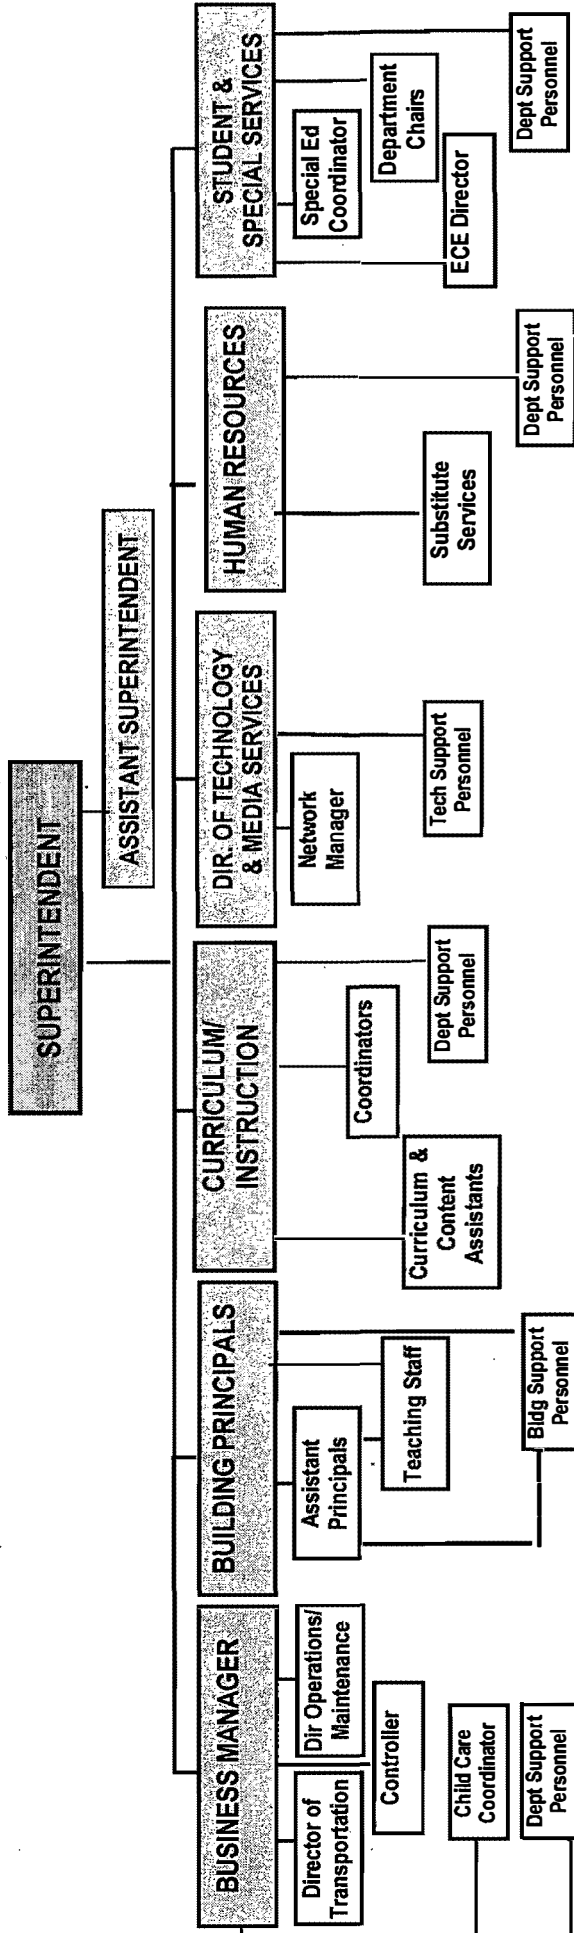 SUPERINTENDENT
ASSISTANT SUPERINTENDENT
BUSINESS MANAGER
Director of
Transportation
Dir Operations/
Maintenance
Controller
Child Care
Coordinator
Dept Support
Personnel
BUILDING PRINCIPALS
Assistant
Principals
Teaching Staff
Bldg Support
Personnel
CURRICULUM/
INSTRUCTION
Coordinators
Curriculum &
Content
Assistants
Dept Support
Personnel
DIR. OF TECHNOLOGY
& MEDIA SERVICES
Network
Manager
Tech Support
Personnel
HUMAN RESOURCES
Substitute
Services
Dept Support
Personnel
STUDENT &
SPECIAL SERVICES
Special Ed
Coordinator
Department
Chairs
ECE Director
Dept Support
Personnel